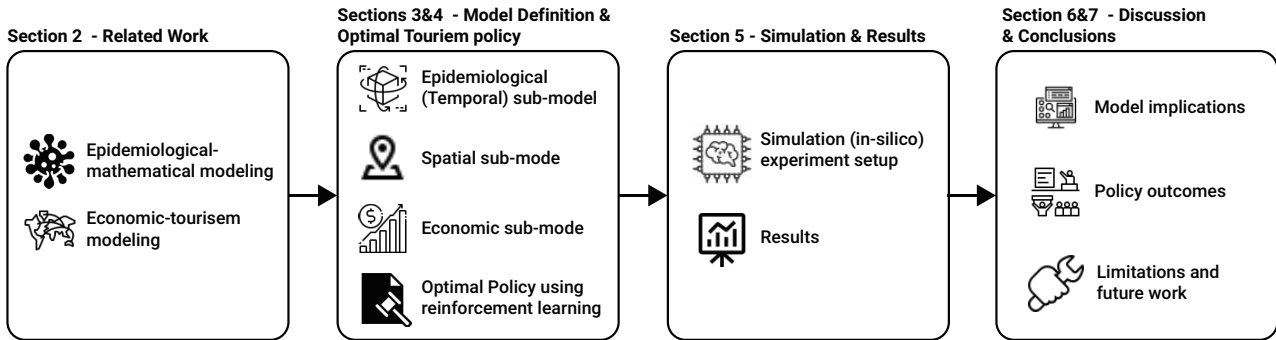 Section 2 - Related Work
Epidemiological-
mathematical modeling
Economic-tourisem
modeling
Sections 3&4 - Model Definition &
Optimal Touriem policy
Epidemiological
(Temporal) sub-model
Spatial sub-mode
Economic sub-mode
Optimal Policy using
reinforcement learning
Section 5 - Simulation & Results
Simulation (in-silico)
experiment setup
Results
Section 6&7 - Discussion
& Conclusions
Model implications
Policy outcomes
Limitations and
future work